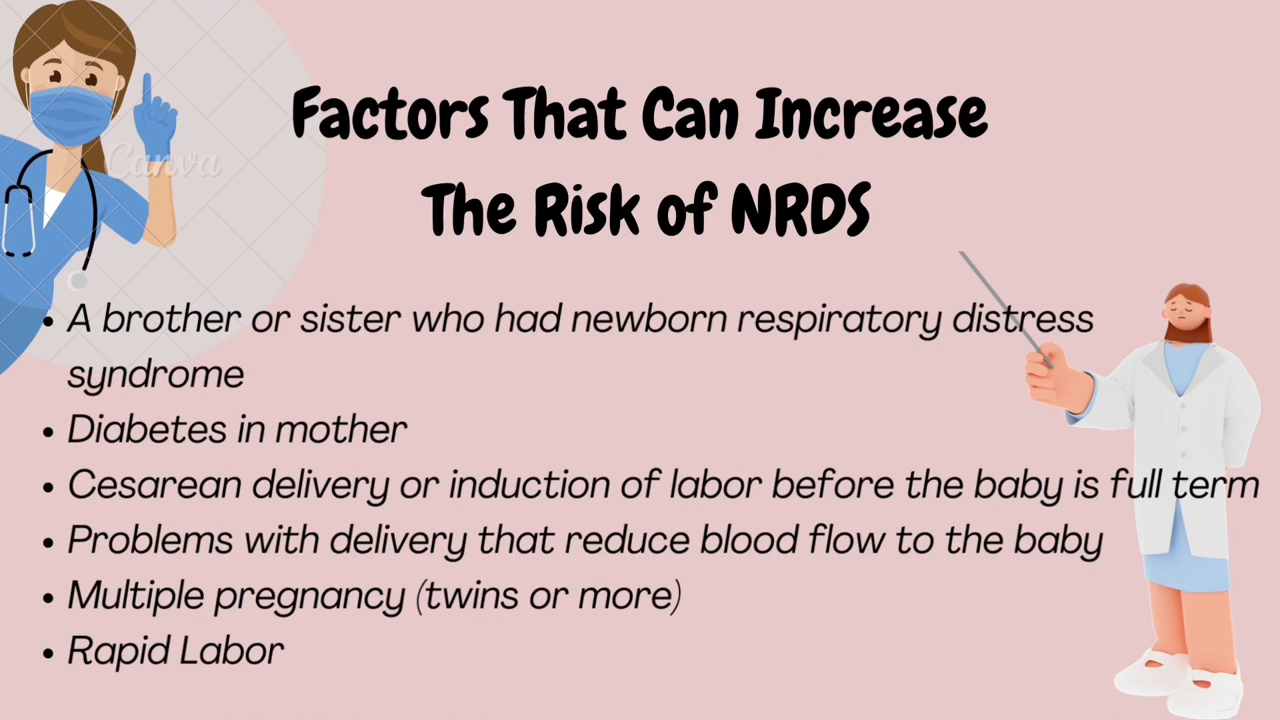 Factors That Can Increase
The Risk of NRDS
Canva
• A brother or sister who had newborn respiratory distress
syndrome
• Diabetes in mother
• Cesarean delivery or induction of labor before the baby is full term
• Problems with delivery that reduce blood flow to the baby
• Multiple pregnancy (twins or more)
• Rapid Labor